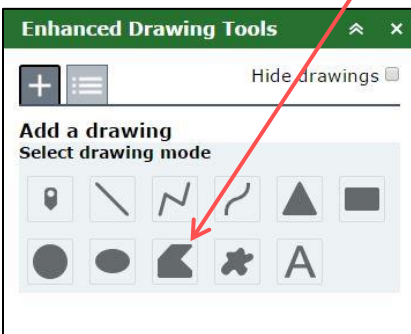 Enhanced Drawing Tools
Hide drawings
Add a drawing
Select drawing mode
A